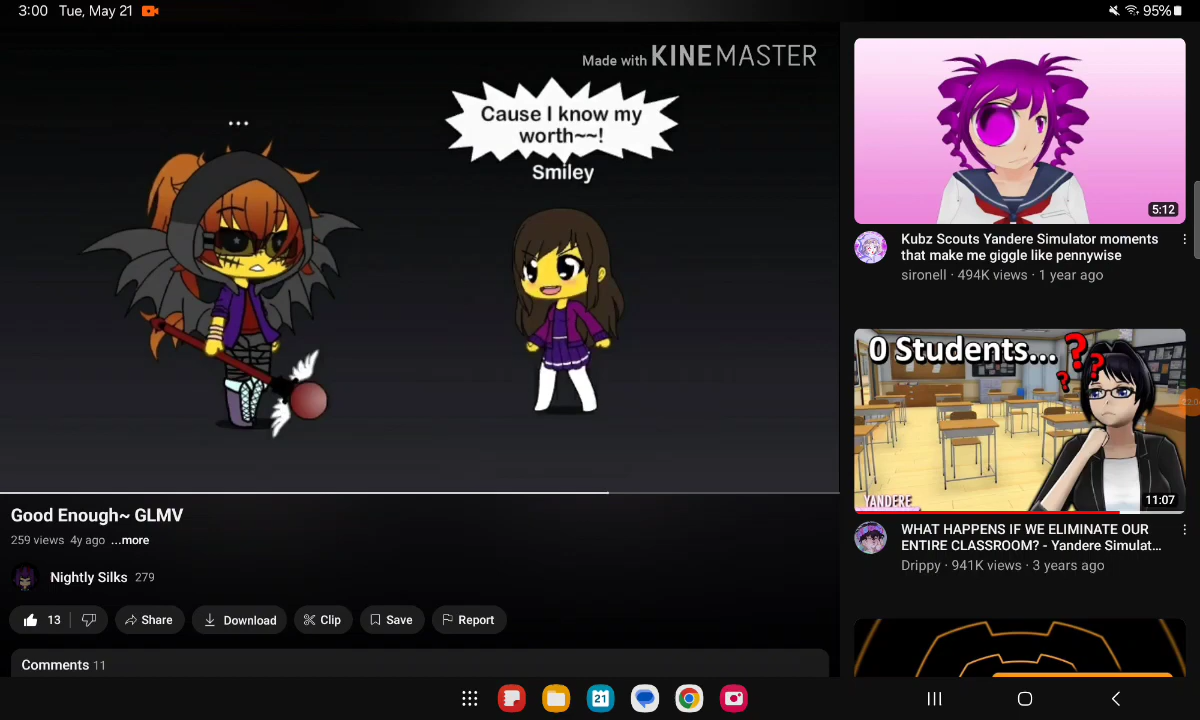 3:00 Tue, May 21
95%
Made with KINEMASTER
...
Cause I know my
worth~~!
Smiley
Good Enough~ GLMV
259 views 4y ago ...more
Nightly Silks 279
13
Share
Download
Clip
Save
Report
Comments 11
5:12
Kubz Scouts Yandere Simulator moments
that make me giggle like pennywise
sironell · 494K views · 1 year ago
0 Students...
???
YANDERE
11:07
WHAT HAPPENS IF WE ELIMINATE OUR
ENTIRE CLASSROOM? - Yandere Simulat...
Drippy · 941K views · 3 years ago
21